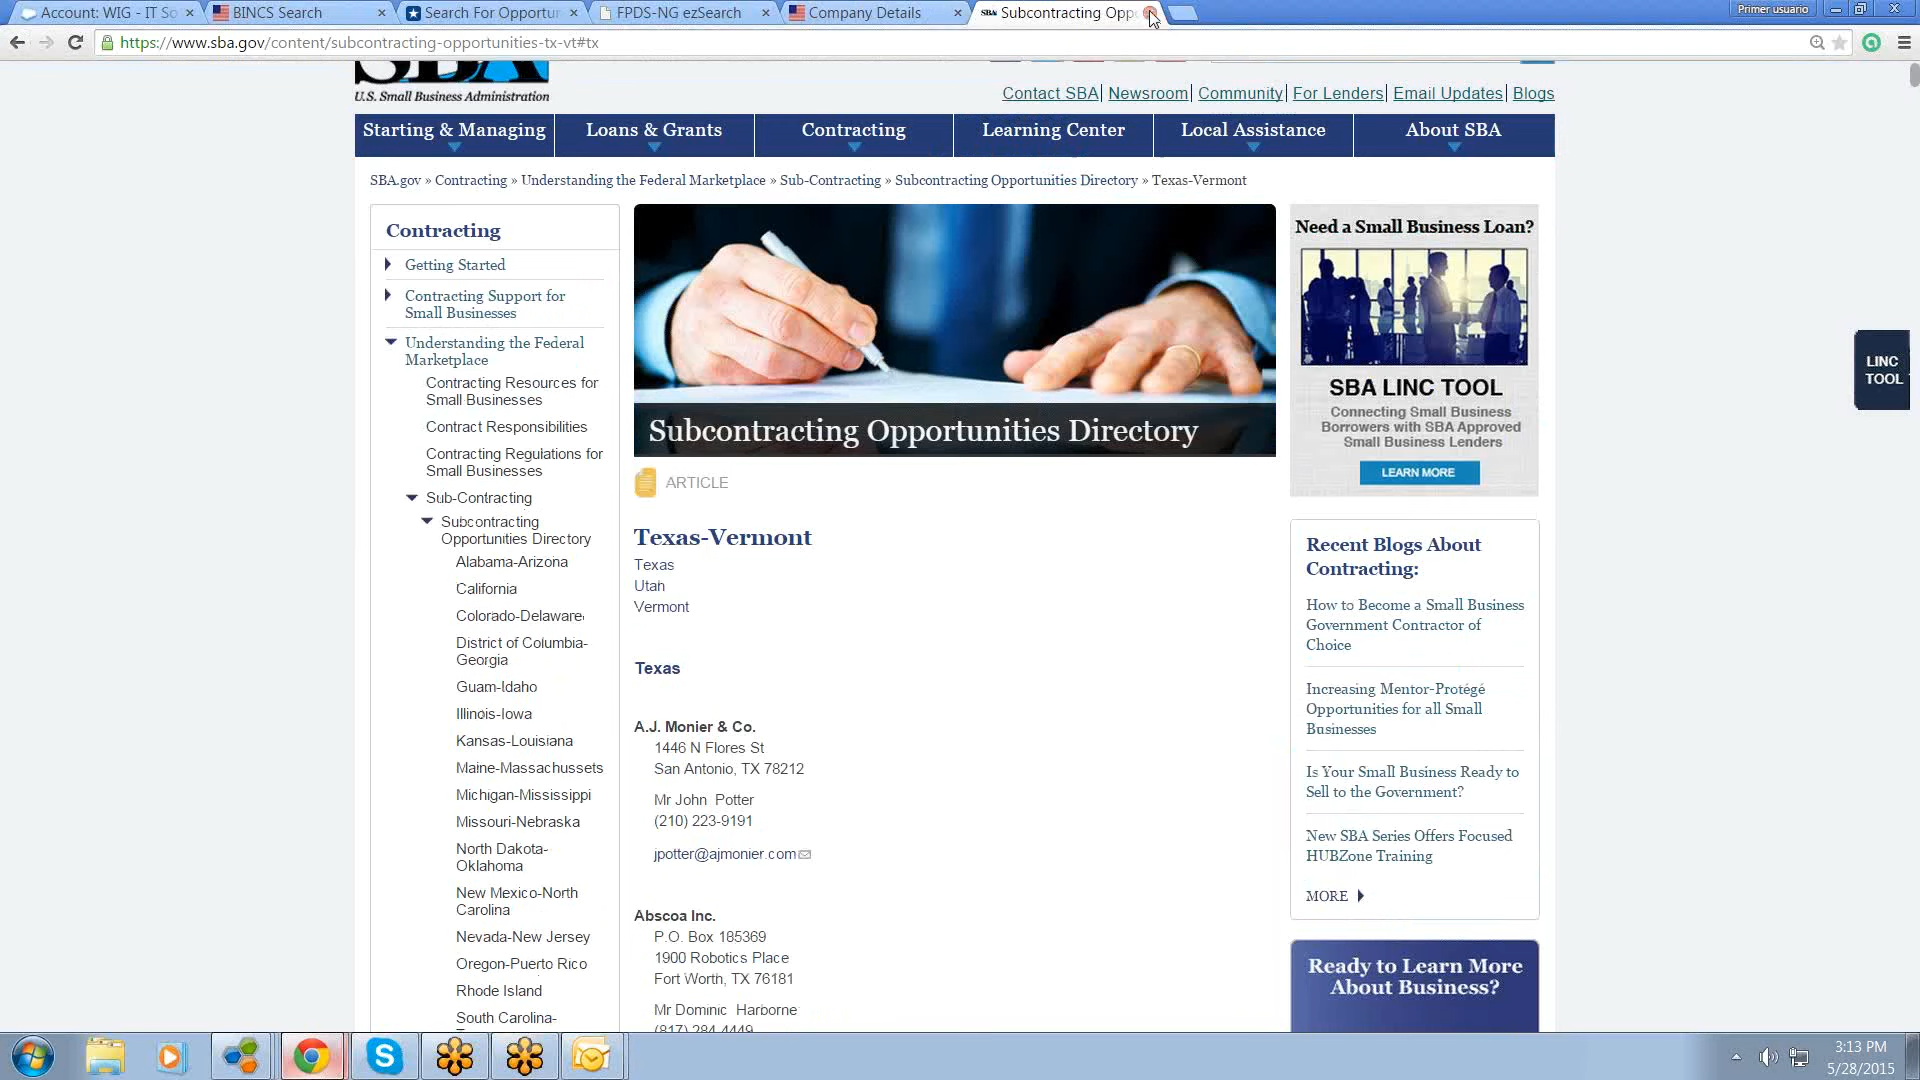 Account: WIG - IT So
BINCS Search
Search For Opportun
FPDS-NG ezSearch
Company Details
SBA Subcontracting Oppo
Primer usuario
https://www.sba.gov/content/subcontracting-opportunities-tx-vt#tx
U.S. Small Business Administration
Contact SBA | Newsroom | Community | For Lenders | Email Updates | Blogs
Starting & Managing
Loans & Grants
Contracting
Learning Center
Local Assistance
About SBA
SBA.gov » Contracting » Understanding the Federal Marketplace » Sub-Contracting » Subcontracting Opportunities Directory » Texas-Vermont
Contracting
Getting Started
Contracting Support for
Small Businesses
Understanding the Federal
Marketplace
Contracting Resources for
Small Businesses
Contract Responsibilities
Contracting Regulations for
Small Businesses
Sub-Contracting
Subcontracting
Opportunities Directory
Alabama-Arizona
California
Colorado-Delaware
District of Columbia-
Georgia
Guam-Idaho
Illinois-Iowa
Kansas-Louisiana
Maine-Massachussets
Michigan-Mississippi
Missouri-Nebraska
North Dakota-
Oklahoma
New Mexico-North
Carolina
Nevada-New Jersey
Oregon-Puerto Rico
Rhode Island
South Carolina-
Subcontracting Opportunities Directory
ARTICLE
Texas-Vermont
Texas
Utah
Vermont
Texas
A.J. Monier & Co.
1446 N Flores St
San Antonio, TX 78212
Mr John Potter
(210) 223-9191
jpotter@ajmonier.com
Abscoa Inc.
P.O. Box 185369
1900 Robotics Place
Fort Worth, TX 76181
Mr Dominic Harborne
(817) 284-4449
Need a Small Business Loan?
SBA LINC TOOL
Connecting Small Business
Borrowers with SBA Approved
Small Business Lenders
LEARN MORE
Recent Blogs About
Contracting:
How to Become a Small Business
Government Contractor of
Choice
Increasing Mentor-Protégé
Opportunities for all Small
Businesses
Is Your Small Business Ready to
Sell to the Government?
New SBA Series Offers Focused
HUBZone Training
MORE
Ready to Learn More
About Business?
LINC
TOOL
3:13 PM
5/28/2015